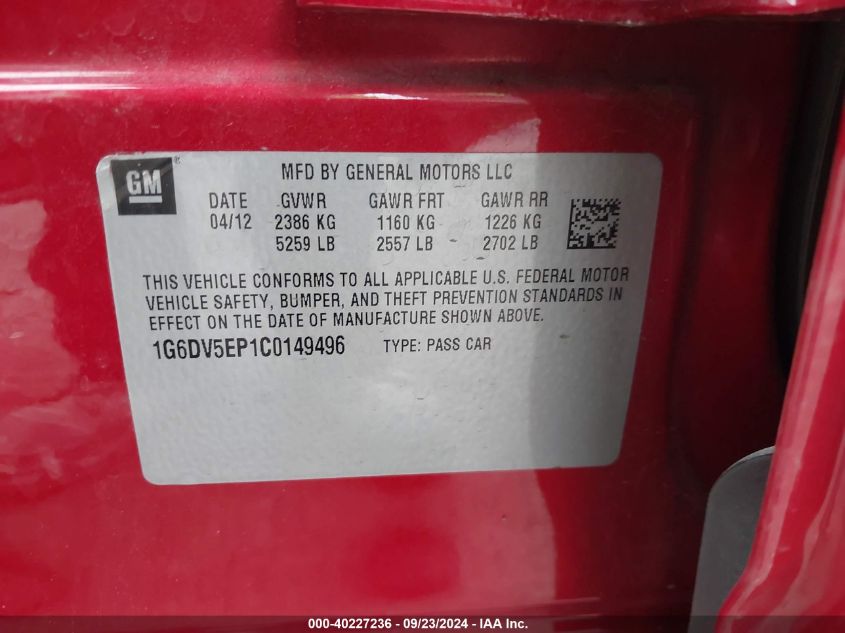 GM ®
MFD BY GENERAL MOTORS LLC
DATE GVWR GAWR FRT GAWR RR
04/12 2386 KG 1160 KG 1226 KG
5259 LB 2557 LB 2702 LB
THIS VEHICLE CONFORMS TO ALL APPLICABLE U.S. FEDERAL MOTOR
VEHICLE SAFETY, BUMPER, AND THEFT PREVENTION STANDARDS IN
EFFECT ON THE DATE OF MANUFACTURE SHOWN ABOVE.
1G6DV5EP1C0149496 TYPE: PASS CAR
000-40227236 - 09/23/2024 - IAA Inc.